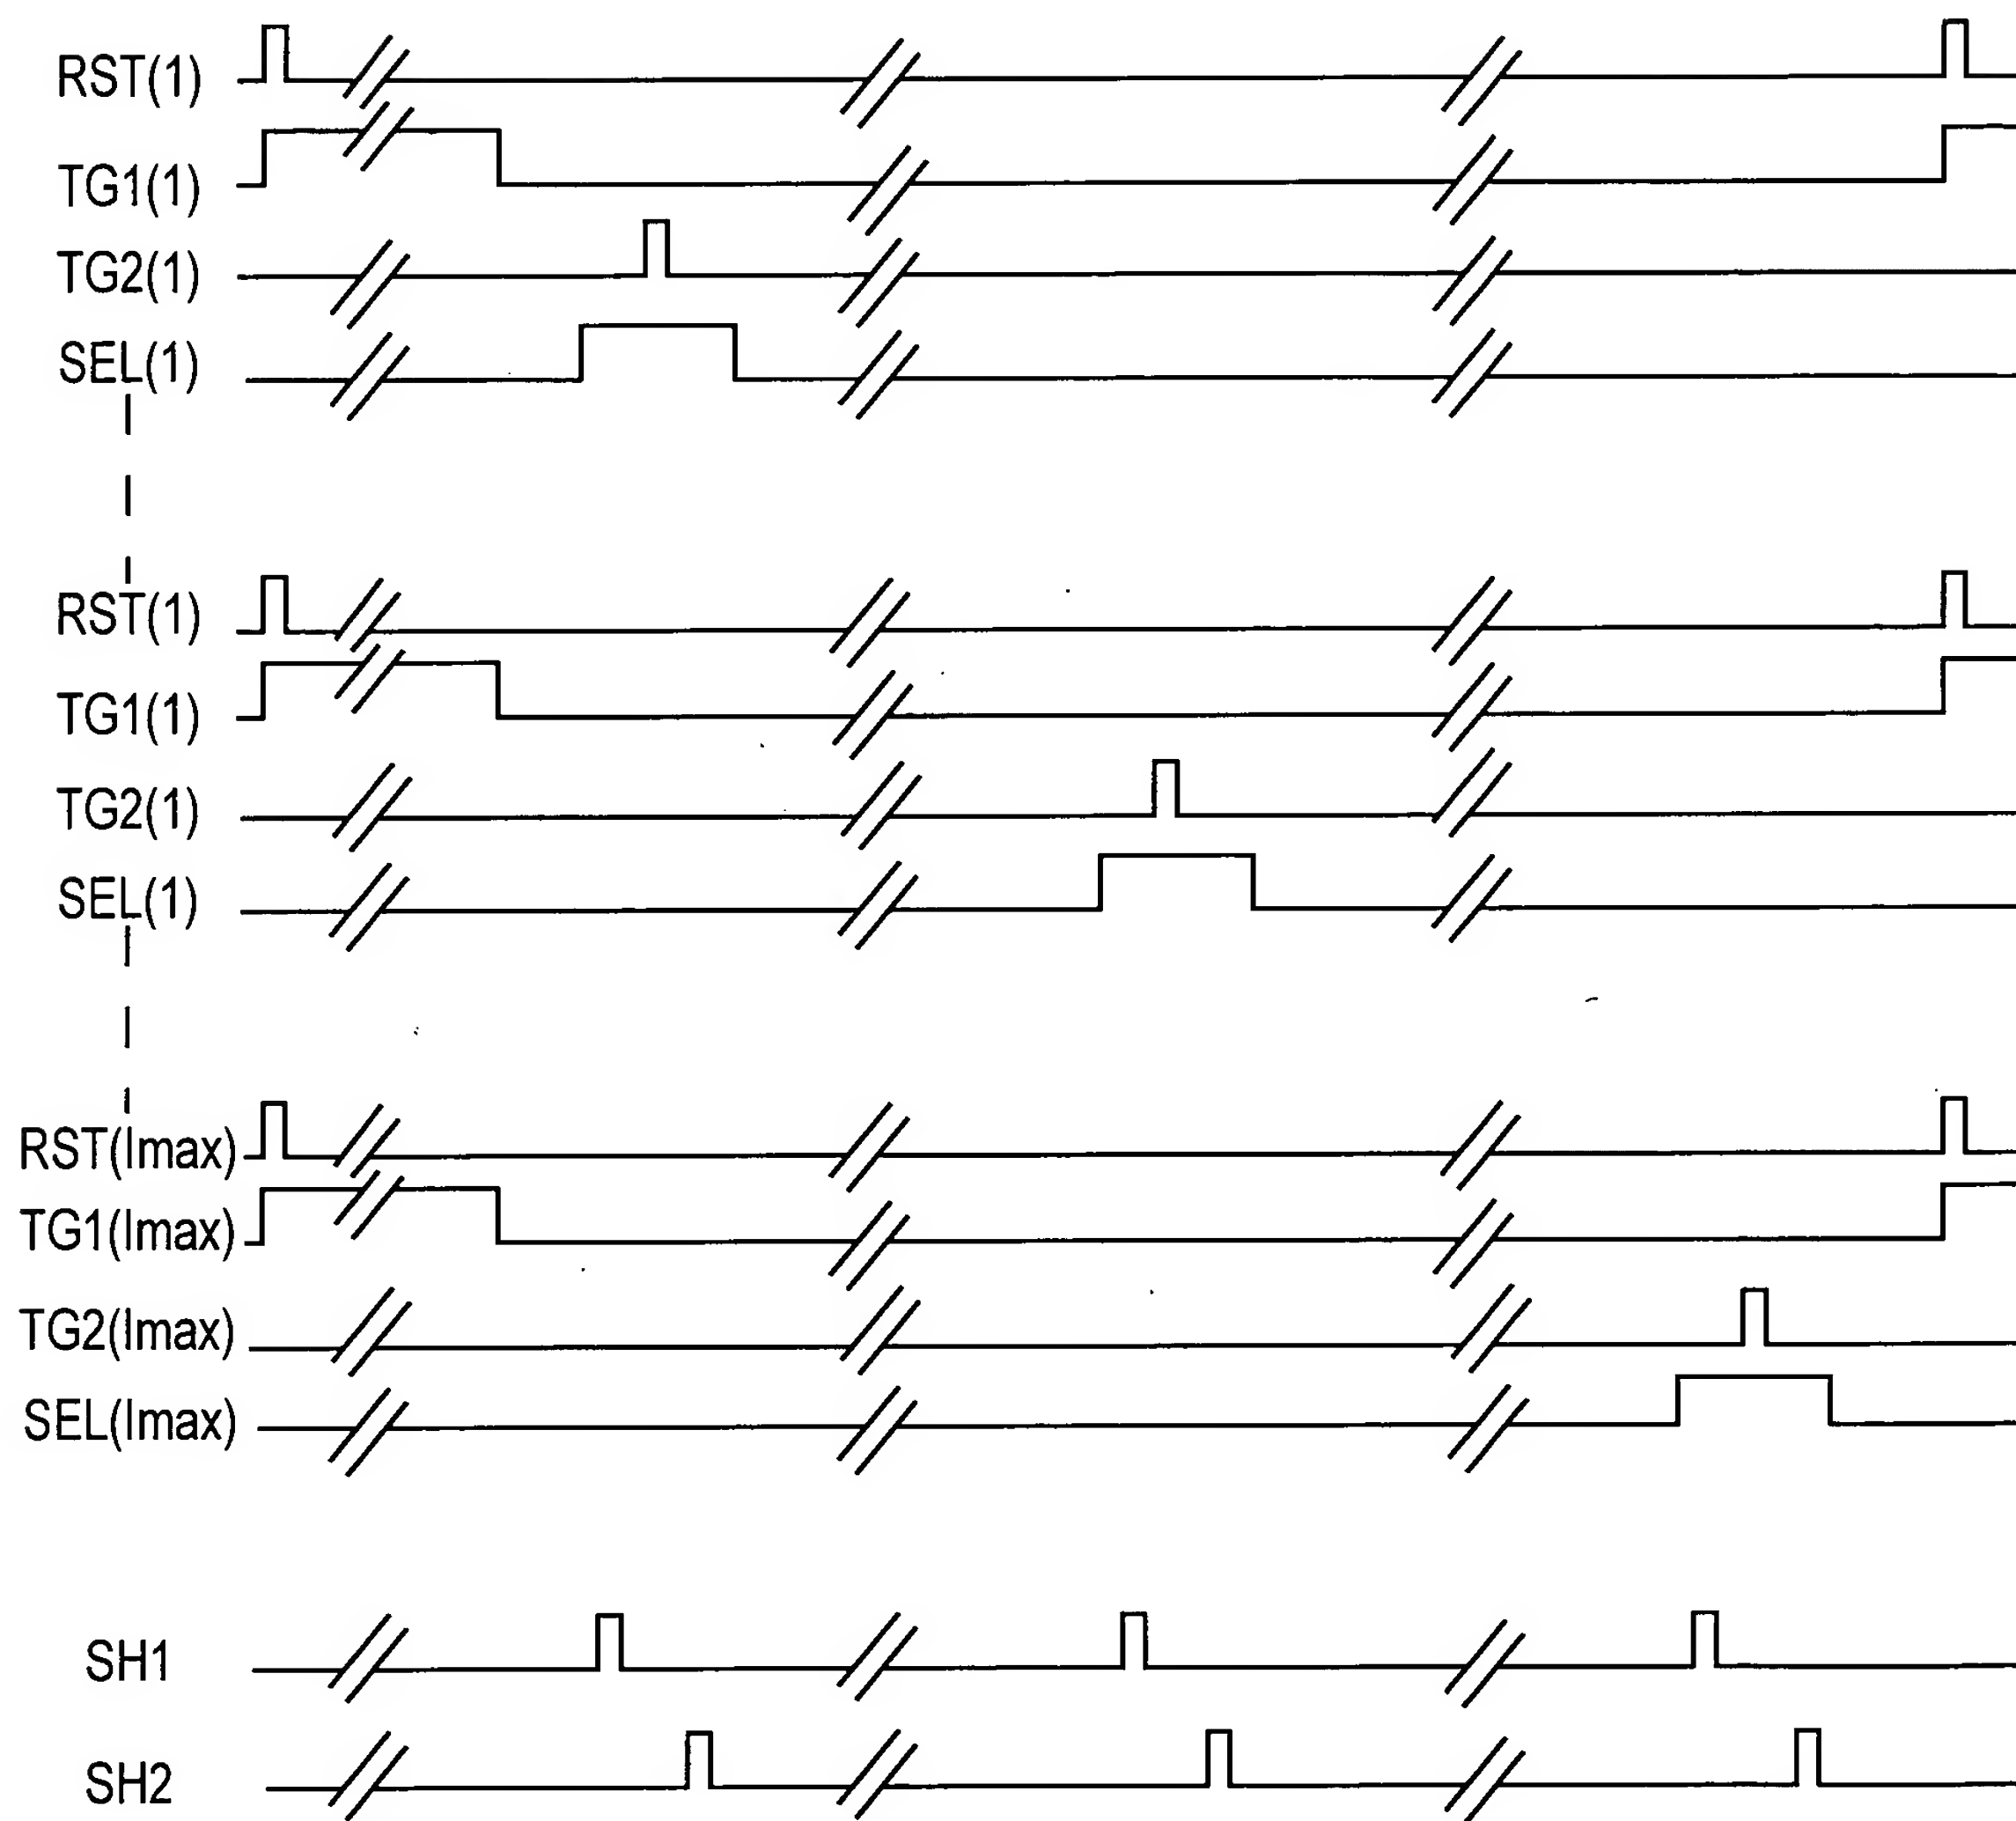 RST(1)
TG1(1)
TG2(1)
SEL(1)
RST(1)
TG1(1)
TG2(1)
SEL(1)
RST(Imax)
TG1(Imax)
TG2(Imax)
SEL(Imax)
SH1
SH2